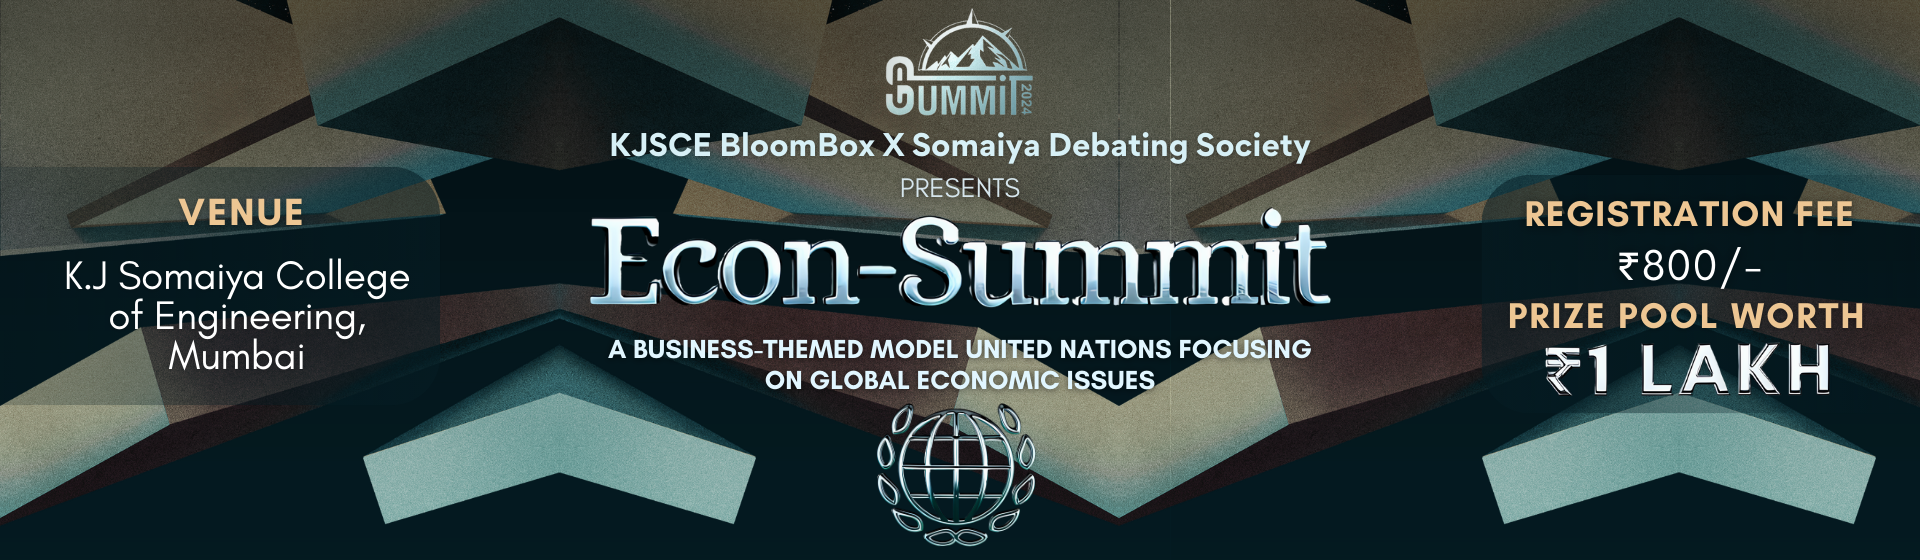 SUMMiT
2024
KJSCE BloomBox X Somaiya Debating Society
PRESENTS
Econ-Summit
A BUSINESS-THEMED MODEL UNITED NATIONS FOCUSING
ON GLOBAL ECONOMIC ISSUES
VENUE
K.J Somaiya College
of Engineering,
Mumbai
REGISTRATION FEE
₹800/-
PRIZE POOL WORTH
₹1 LAKH